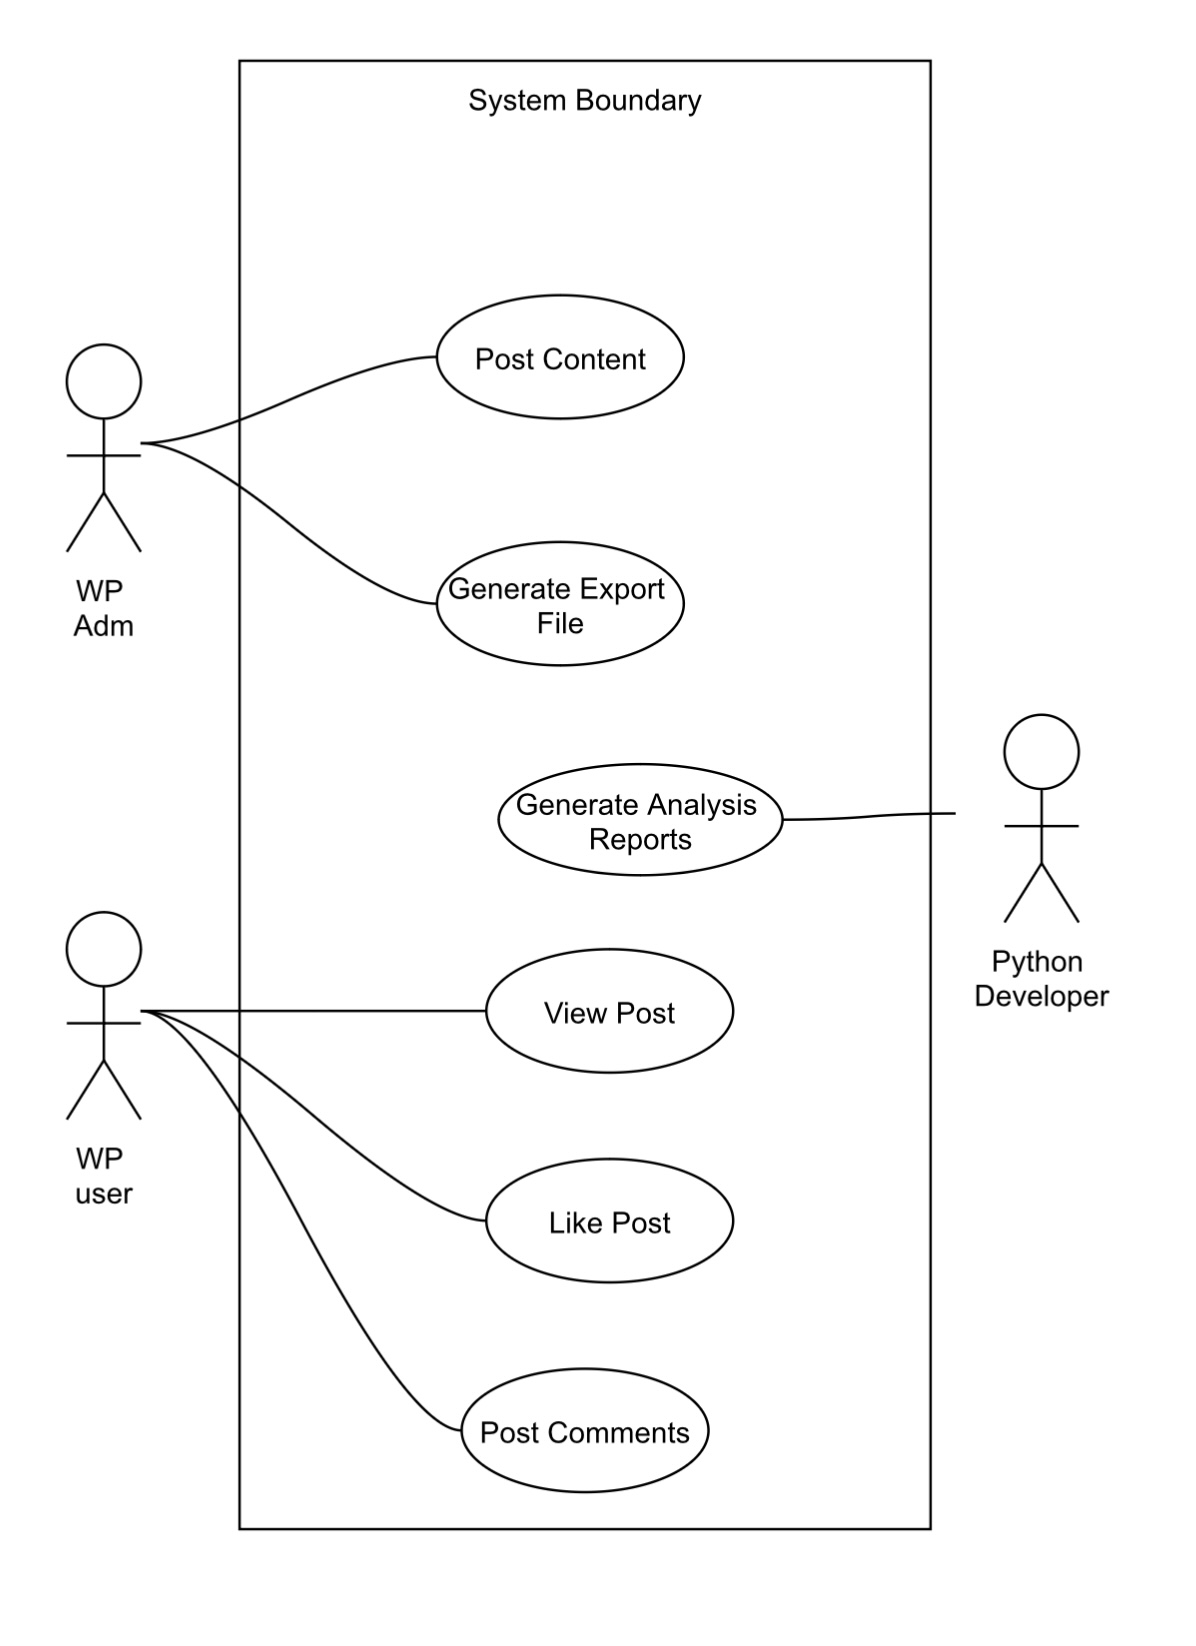 System Boundary
Post Content
Generate Export
File
WP
Adm
Generate Analysis
Reports
Python
Developer
View Post
WP
user
Like Post
Post Comments